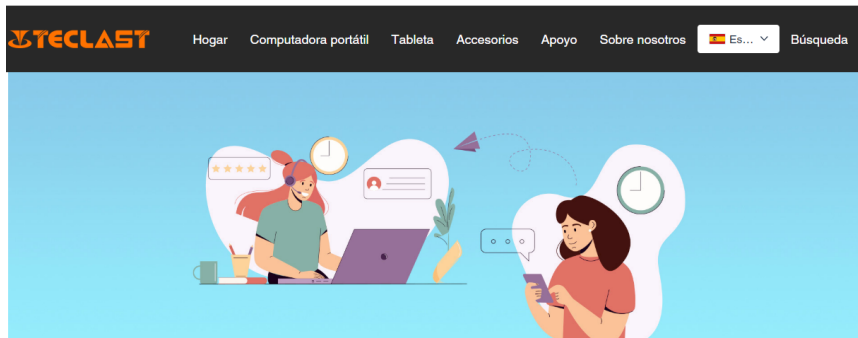 TECLAST
Hogar Computadora portátil Tableta Accesorios Apoyo Sobre nosotros Es... Búsqueda